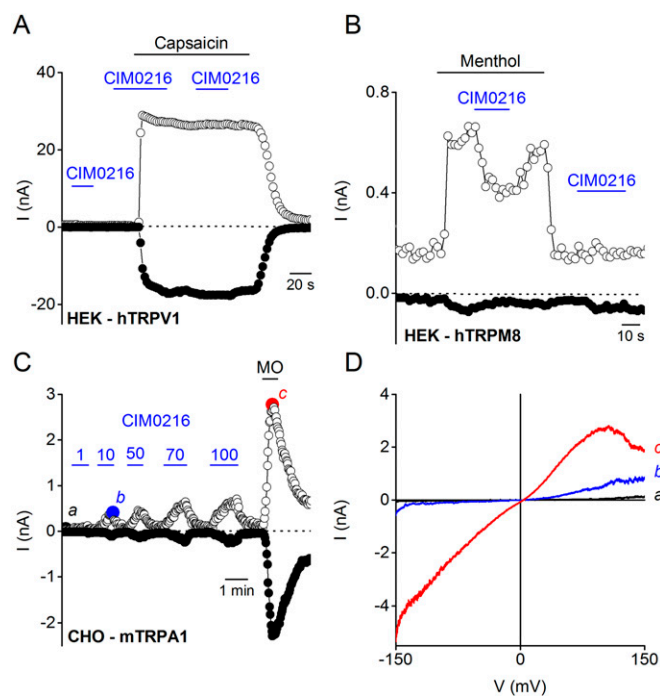 A
Capsaicin
CIM0216 CIM0216
CIM0216
I (nA)
40
20
0
-20
20 s
HEK - hTRPV1
B
Menthol
CIM0216
CIM0216
I (nA)
0.8
0.4
0.0
10 s
HEK - hTRPM8
C
MO
CIM0216
1 10 50 70 100
a b c
I (nA)
3
2
1
0
-1
-2
1 min
CHO - mTRPA1
D
I (nA)
4
2
0
-2
-4
c
b
a
-150 0 150
V (mV)